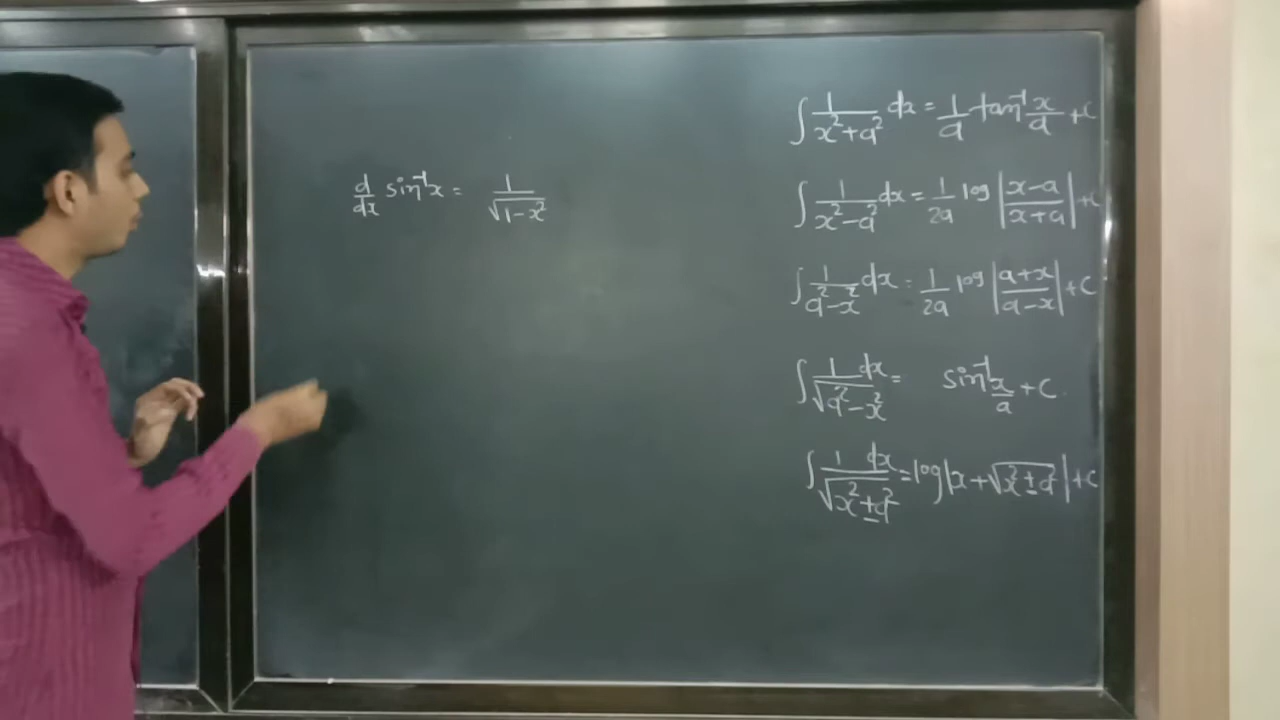 d/dx sin⁻¹x = 1/√(1-x²)
∫ 1/(x²+a²) dx = 1/a tan⁻¹ x/a + C
∫ 1/(x²-a²) dx = 1/2a log |(x-a)/(x+a)| + C
∫ 1/(a²-x²) dx = 1/2a log |(a+x)/(a-x)| + C
∫ 1/√(a²-x²) dx = sin⁻¹ x/a + C
∫ 1/√(x²±a²) dx = log |x + √(x²±a²)| + C